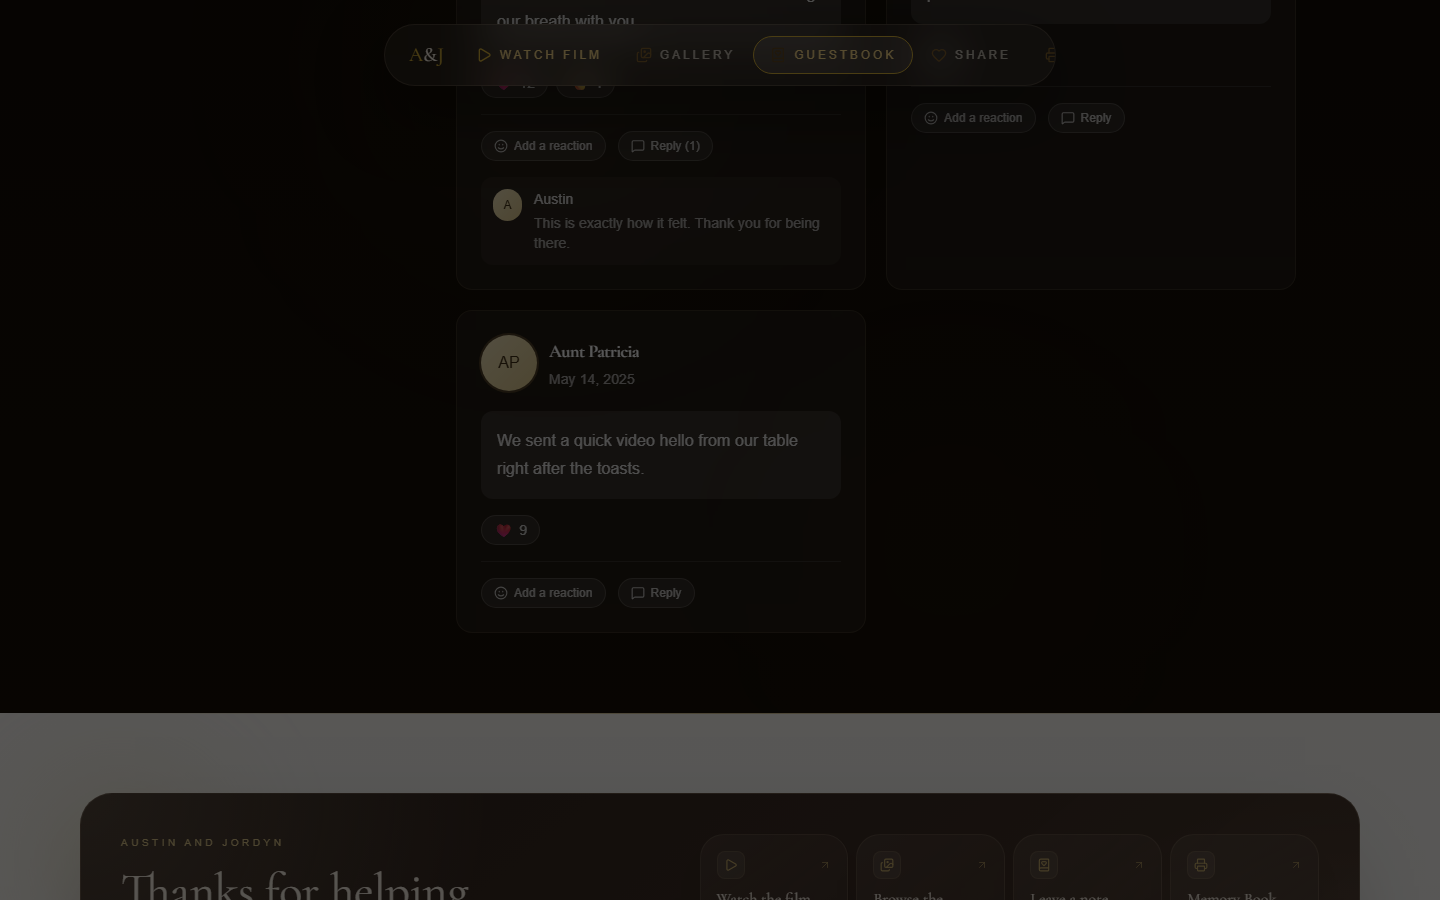 our breath with you
A&J
WATCH FILM
GALLERY
GUESTBOOK
SHARE
Add a reaction
Reply (1)
A
Austin
This is exactly how it felt. Thank you for being
there.
Add a reaction
Reply
AP
Aunt Patricia
May 14, 2025
We sent a quick video hello from our table
right after the toasts.
9
Add a reaction
Reply
AUSTIN AND JORDYN
Thanks for helping
Watch the film
Browse the
Leave a note
Memory Book